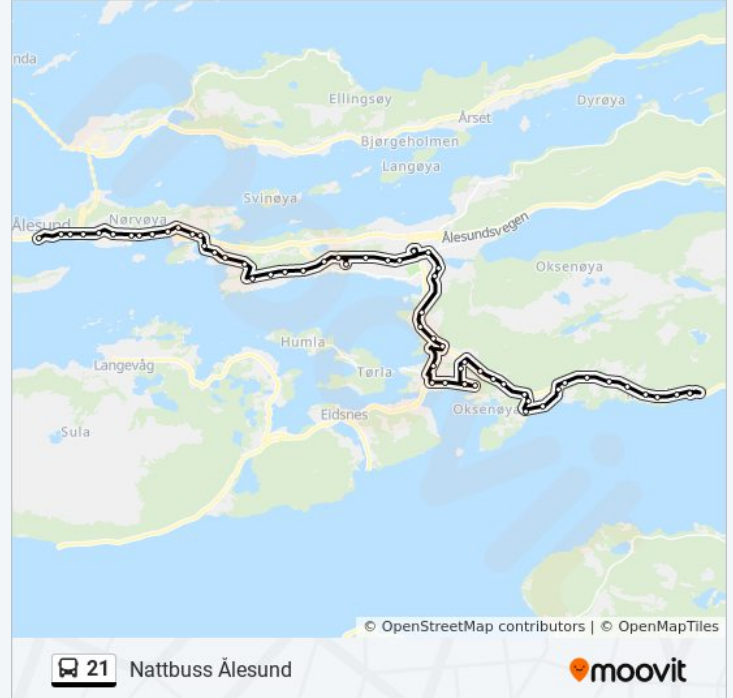 nda
Ellingsøy
Dyrøya
Årset
Bjørgeholmen
Langøya
Svinøya
Nørvøya
Ålesund
Ålesundsvegen
Oksenøya
Humla
Langevåg
Tørla
Eidsnes
Oksenøya
Sula
© OpenStreetMap contributors | © OpenMapTiles
21 Nattbuss Ålesund
moovit